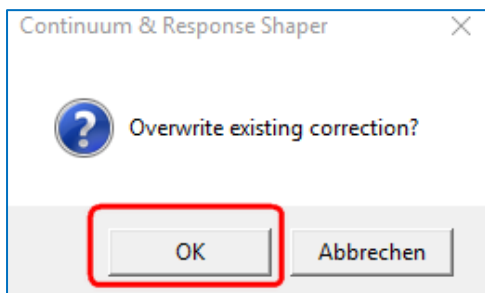 Continuum & Response Shaper
Overwrite existing correction?
OK Abbrechen